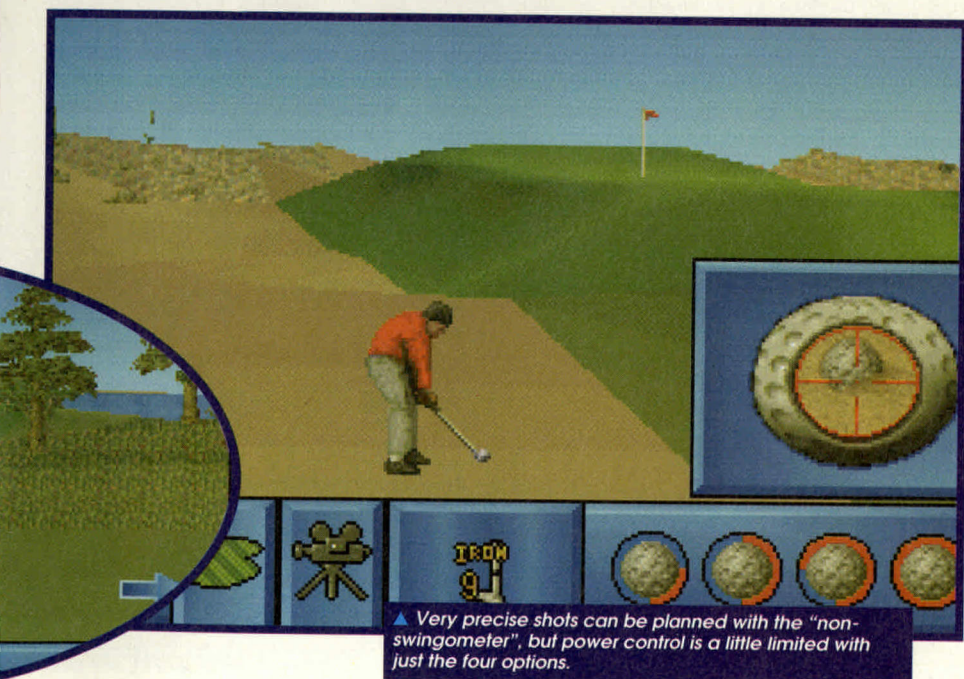 IRON
9
▲ Very precise shots can be planned with the "non-
swingometer", but power control is a little limited with
just the four options.